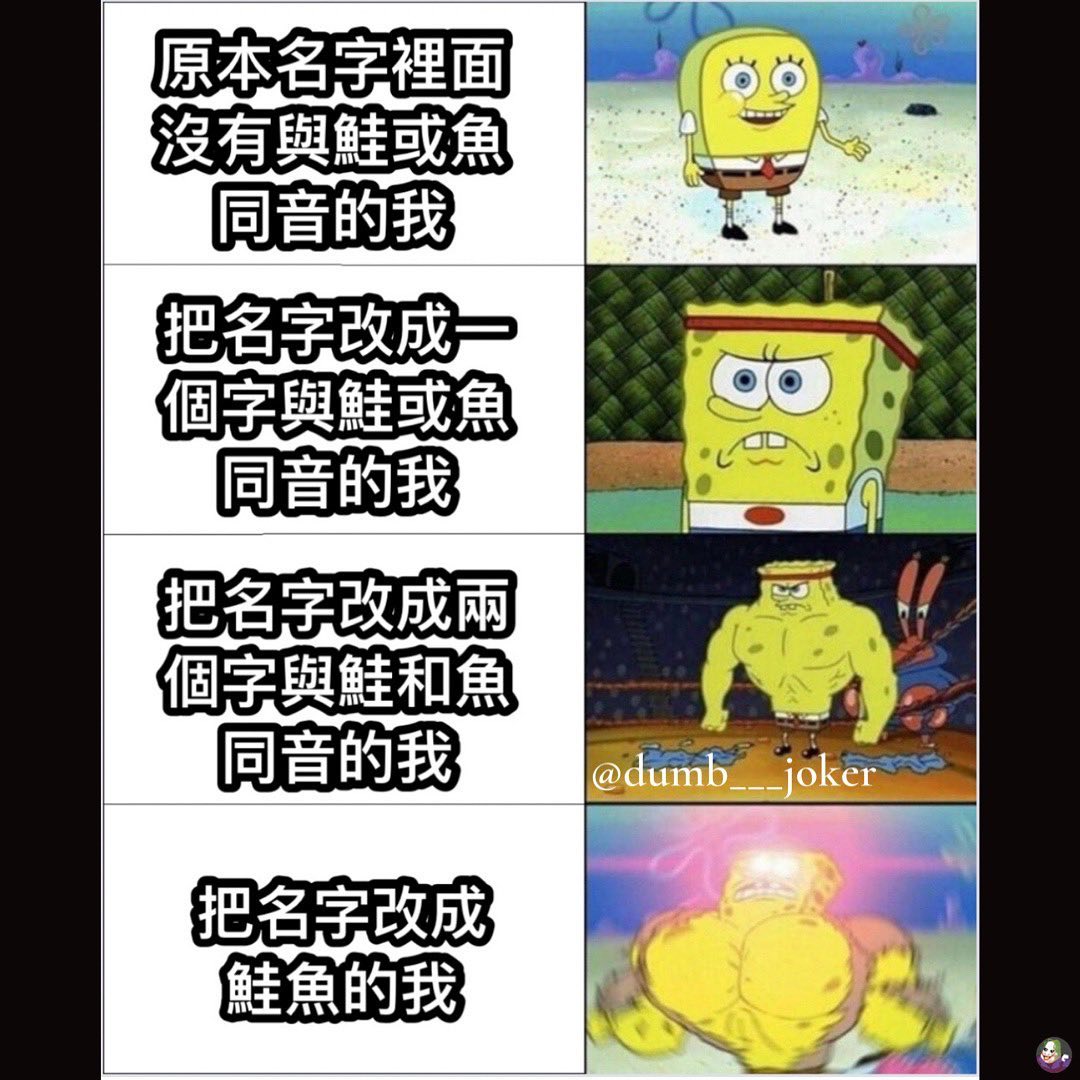 原本名字裡面
沒有與鮭或魚
同音的我
把名字改成一
個字與鮭或魚
同音的我
把名字改成兩
個字與鮭和魚
同音的我
@dumb___joker
把名字改成
鮭魚的我